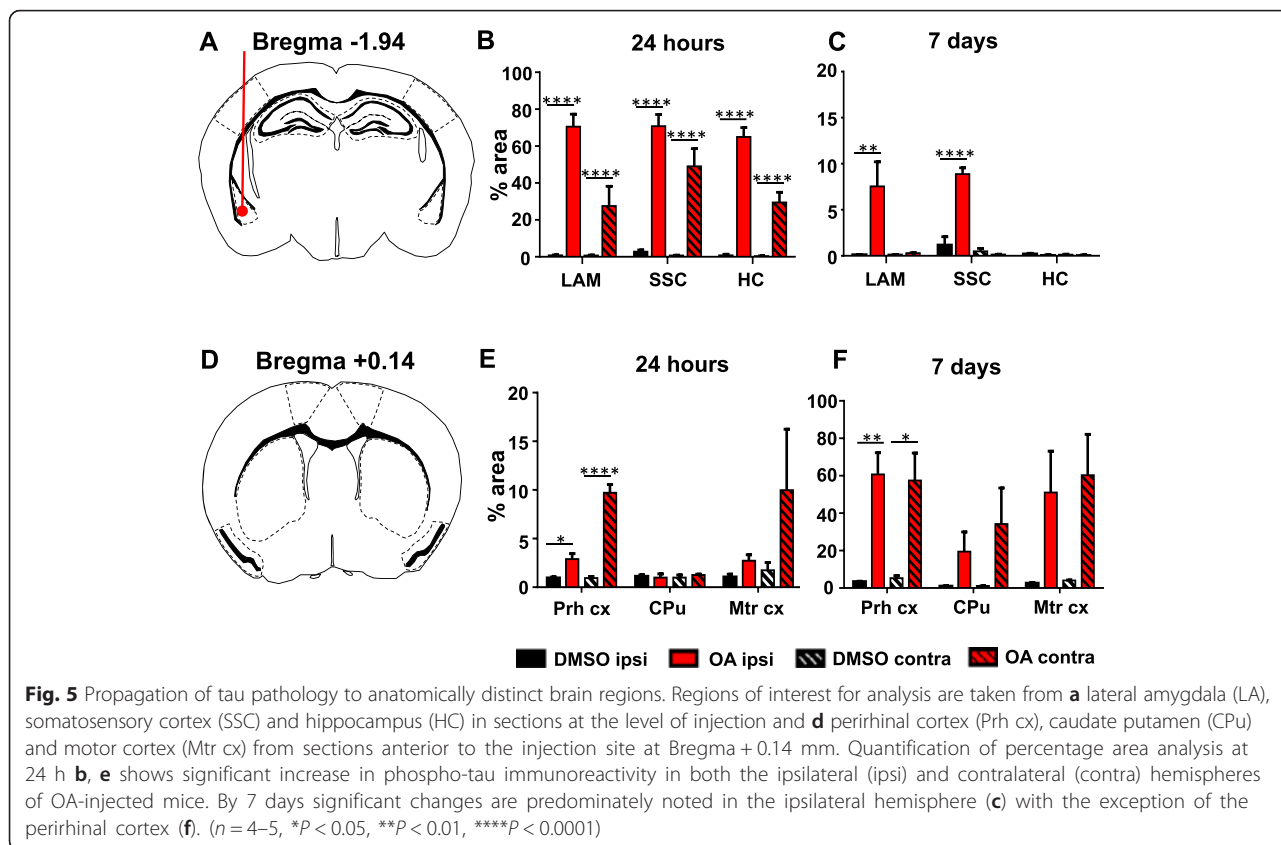 A Bregma -1.94
B 24 hours
C 7 days
% area
100
80
60
40
20
0
**** **** ****
**** **** ****
LAM SSC HC
20
15
10
5
0
** ****
LAM SSC HC
D Bregma +0.14
E 24 hours
F 7 days
% area
20
15
10
5
0
* ****
Prh cx CPu Mtr cx
100
80
60
40
20
0
** *
Prh cx CPu Mtr cx
DMSO ipsi OA ipsi DMSO contra OA contra
Fig. 5 Propagation of tau pathology to anatomically distinct brain regions. Regions of interest for analysis are taken from a lateral amygdala (LA),
somatosensory cortex (SSC) and hippocampus (HC) in sections at the level of injection and d perirhinal cortex (Prh cx), caudate putamen (CPu)
and motor cortex (Mtr cx) from sections anterior to the injection site at Bregma + 0.14 mm. Quantification of percentage area analysis at
24 h b, e shows significant increase in phospho-tau immunoreactivity in both the ipsilateral (ipsi) and contralateral (contra) hemispheres
of OA-injected mice. By 7 days significant changes are predominately noted in the ipsilateral hemisphere (c) with the exception of the
perirhinal cortex (f). (n = 4–5, *P < 0.05, **P < 0.01, ****P < 0.0001)